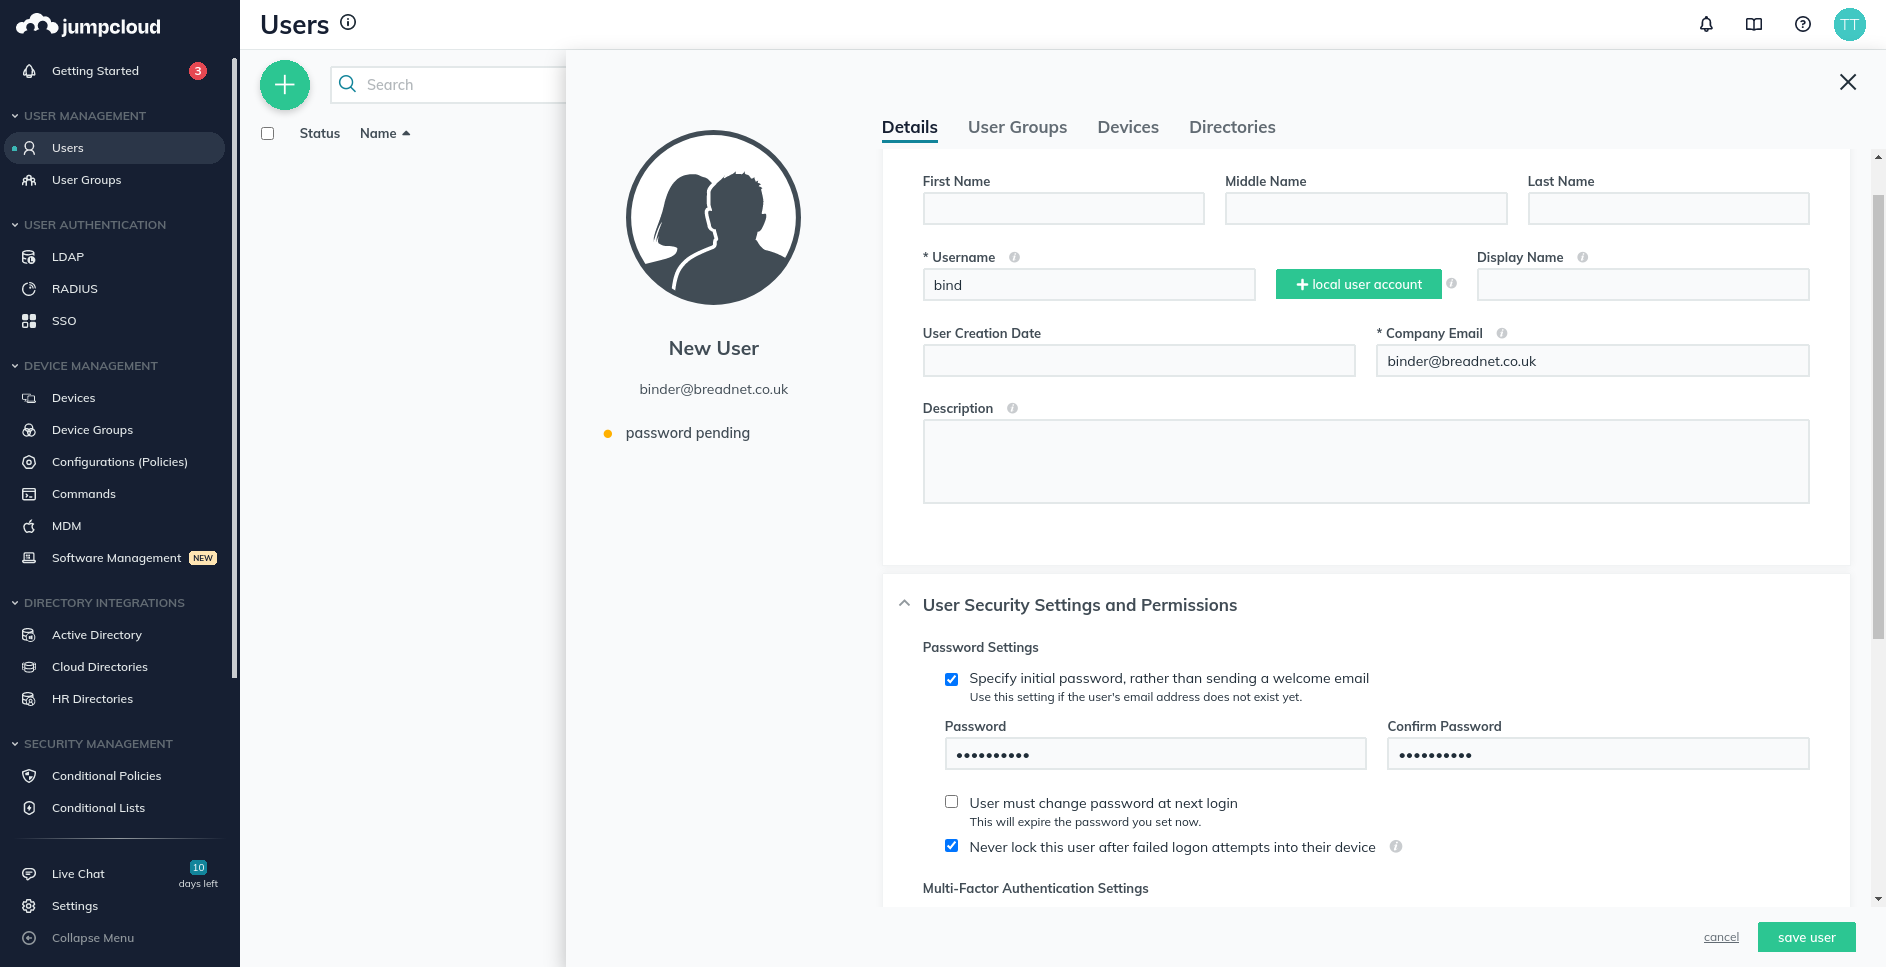 jumpcloud
Getting Started 3
USER MANAGEMENT
Users
User Groups
USER AUTHENTICATION
LDAP
RADIUS
SSO
DEVICE MANAGEMENT
Devices
Device Groups
Configurations (Policies)
Commands
MDM
Software Management NEW
DIRECTORY INTEGRATIONS
Active Directory
Cloud Directories
HR Directories
SECURITY MANAGEMENT
Conditional Policies
Conditional Lists
Live Chat 10
days left
Settings
Collapse Menu
Users
TT
Search
Status Name
New User
binder@breadnet.co.uk
password pending
Details User Groups Devices Directories
First Name Middle Name Last Name
* Username Display Name
bind + local user account
User Creation Date * Company Email
binder@breadnet.co.uk
Description
User Security Settings and Permissions
Password Settings
Specify initial password, rather than sending a welcome email
Use this setting if the user's email address does not exist yet.
Password Confirm Password
•••••••••• ••••••••••
User must change password at next login
This will expire the password you set now.
Never lock this user after failed logon attempts into their device
Multi-Factor Authentication Settings
cancel save user